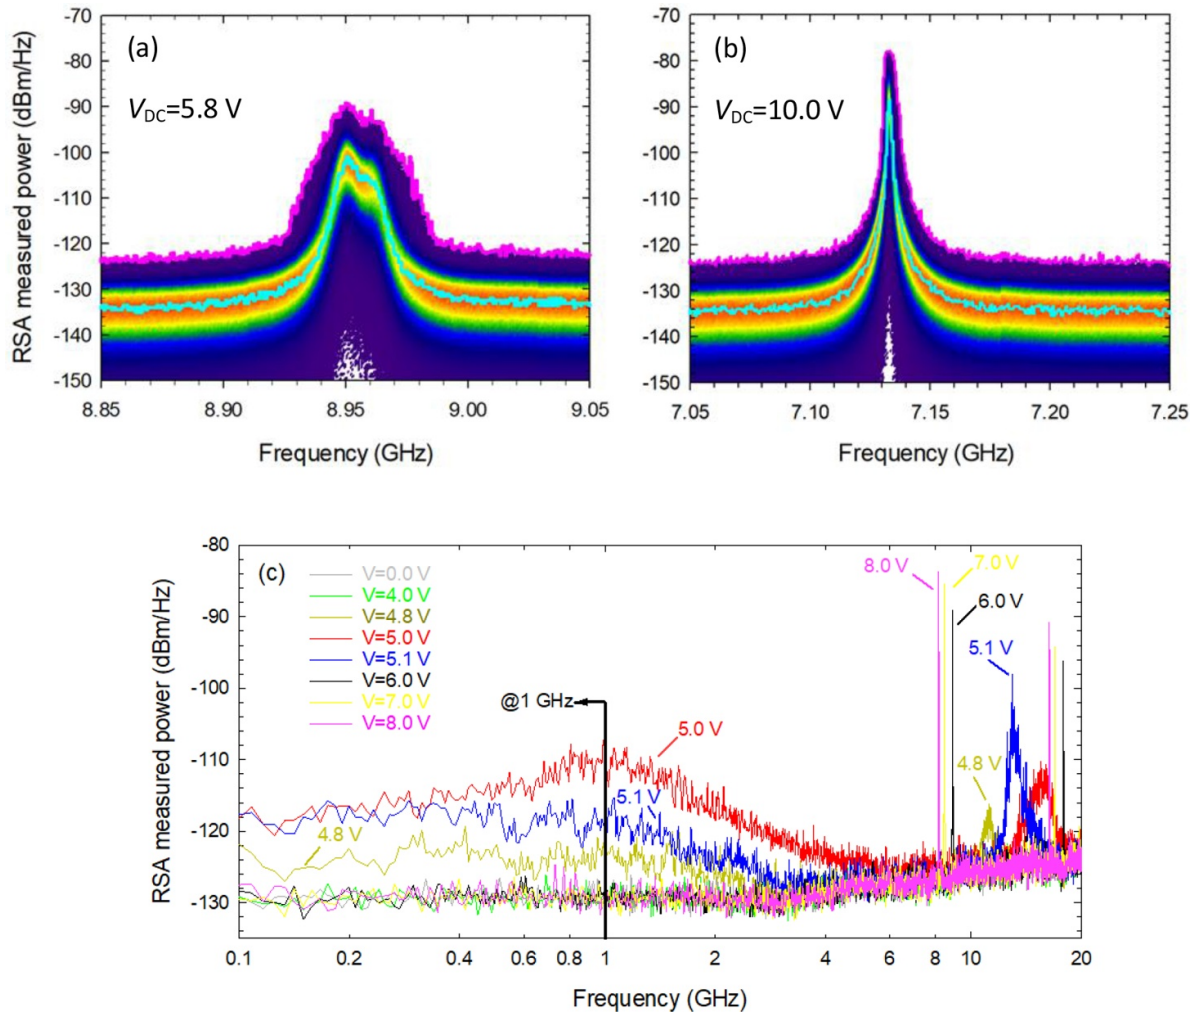 (a)
V_DC=5.8 V
RSA measured power (dBm/Hz)
-70
-80
-90
-100
-110
-120
-130
-140
-150
8.85 8.90 8.95 9.00 9.05
Frequency (GHz)
(b)
V_DC=10.0 V
-70
-80
-90
-100
-110
-120
-130
-140
-150
7.05 7.10 7.15 7.20 7.25
Frequency (GHz)
(c)
RSA measured power (dBm/Hz)
-80
-90
-100
-110
-120
-130
V=0.0 V
V=4.0 V
V=4.8 V
V=5.0 V
V=5.1 V
V=6.0 V
V=7.0 V
V=8.0 V
@1 GHz
8.0 V
7.0 V
6.0 V
5.1 V
4.8 V
5.0 V
5.1 V
4.8 V
0.1 0.2 0.4 0.6 0.8 1 2 4 6 8 10 20
Frequency (GHz)